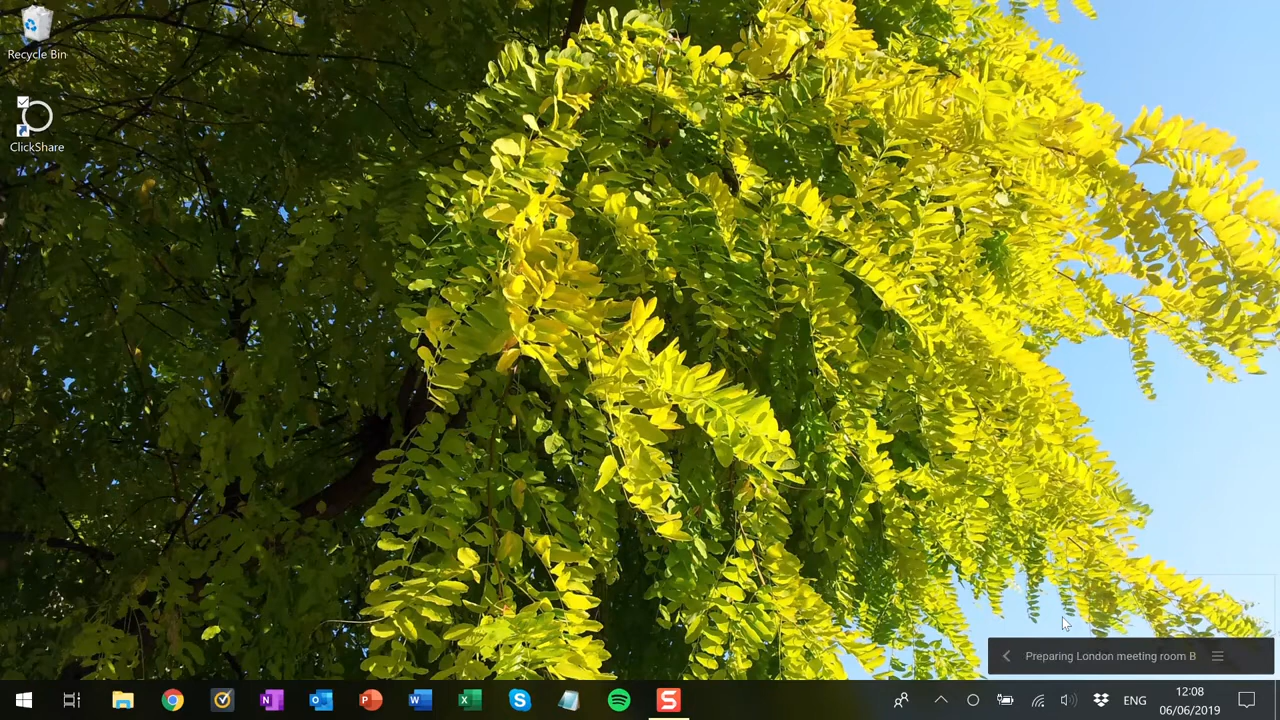 Recycle Bin
ClickShare
Preparing London meeting room B
ENG
12:08
06/06/2019